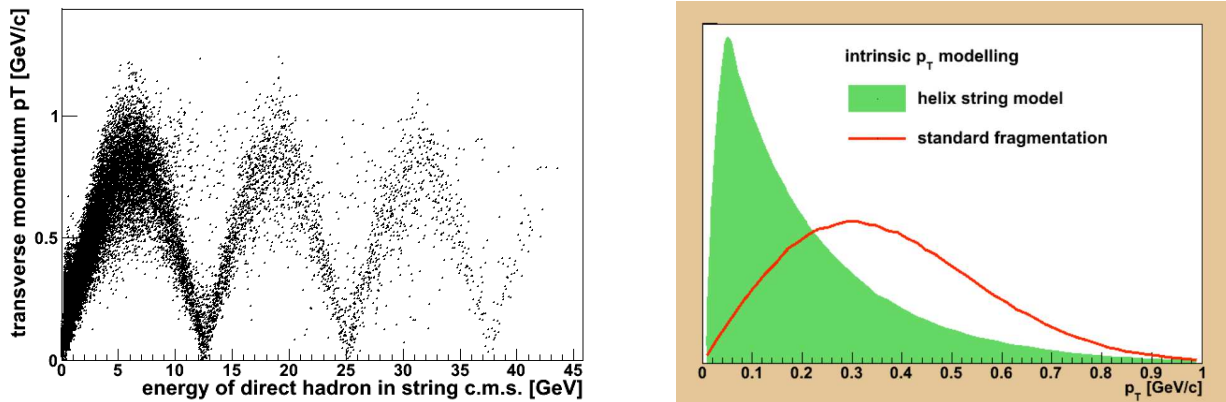 transverse momentum pT [GeV/c]
1
0.5
0
0 5 10 15 20 25 30 35 40 45
energy of direct hadron in string c.m.s. [GeV]
intrinsic p_T modelling
helix string model
standard fragmentation
0 0.1 0.2 0.3 0.4 0.5 0.6 0.7 0.8 0.9 1
p_T [GeV/c]